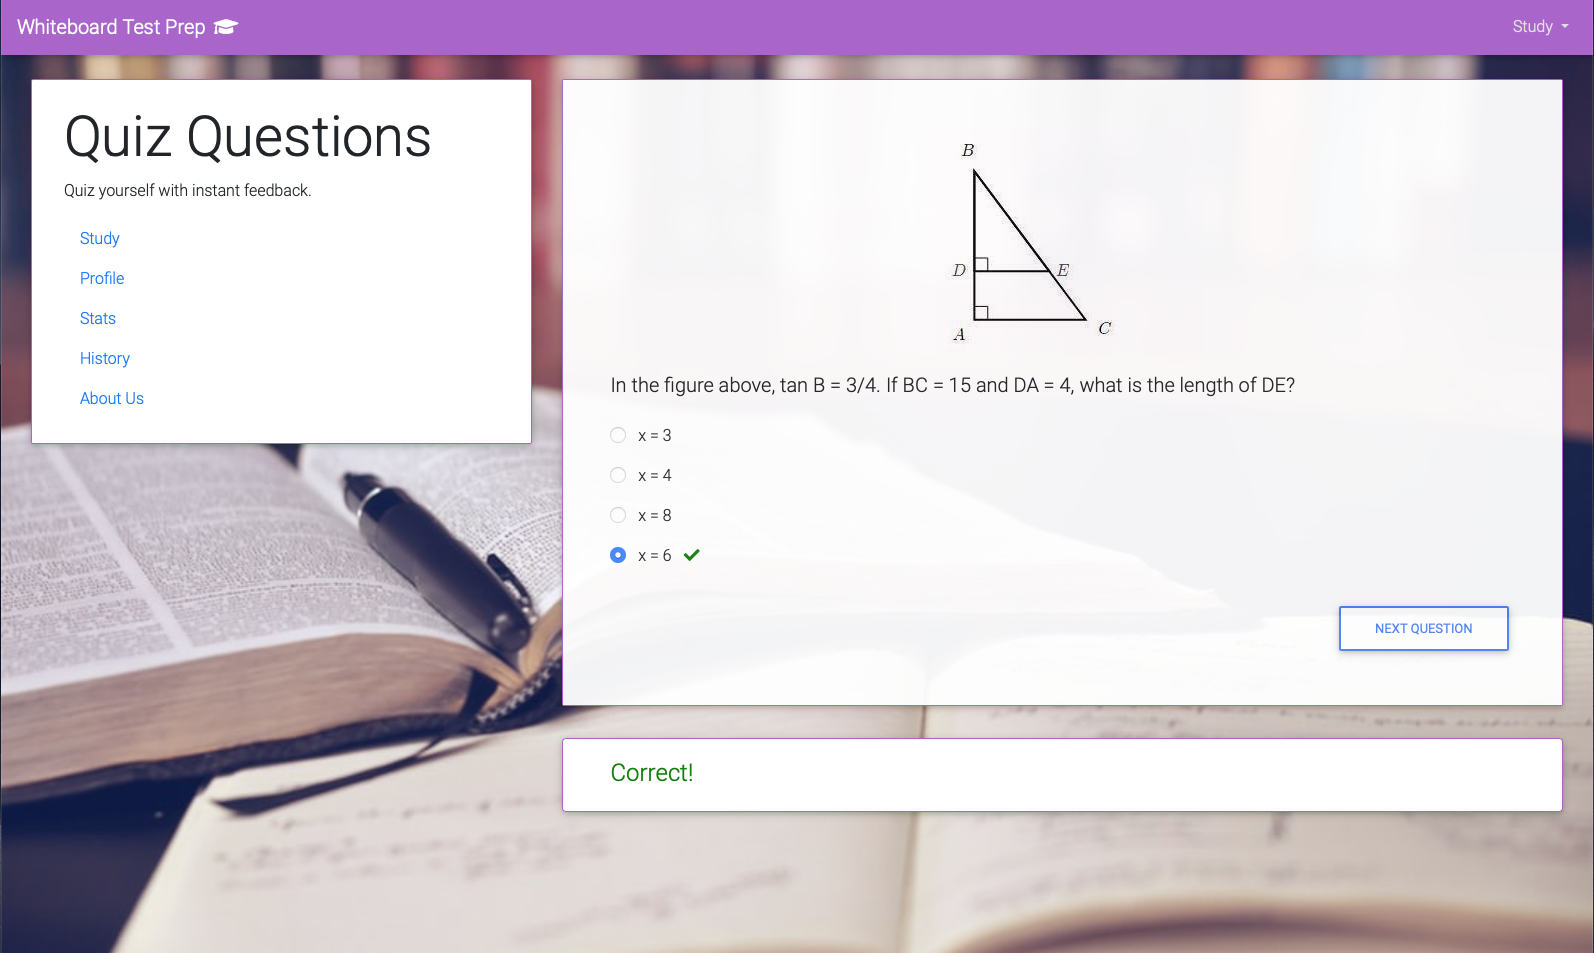 Whiteboard Test Prep
Study
Quiz Questions
Quiz yourself with instant feedback.
Study
Profile
Stats
History
About Us
B
D
E
A
C
In the figure above, tan B = 3/4. If BC = 15 and DA = 4, what is the length of DE?
x = 3
x = 4
x = 8
x = 6
NEXT QUESTION
Correct!